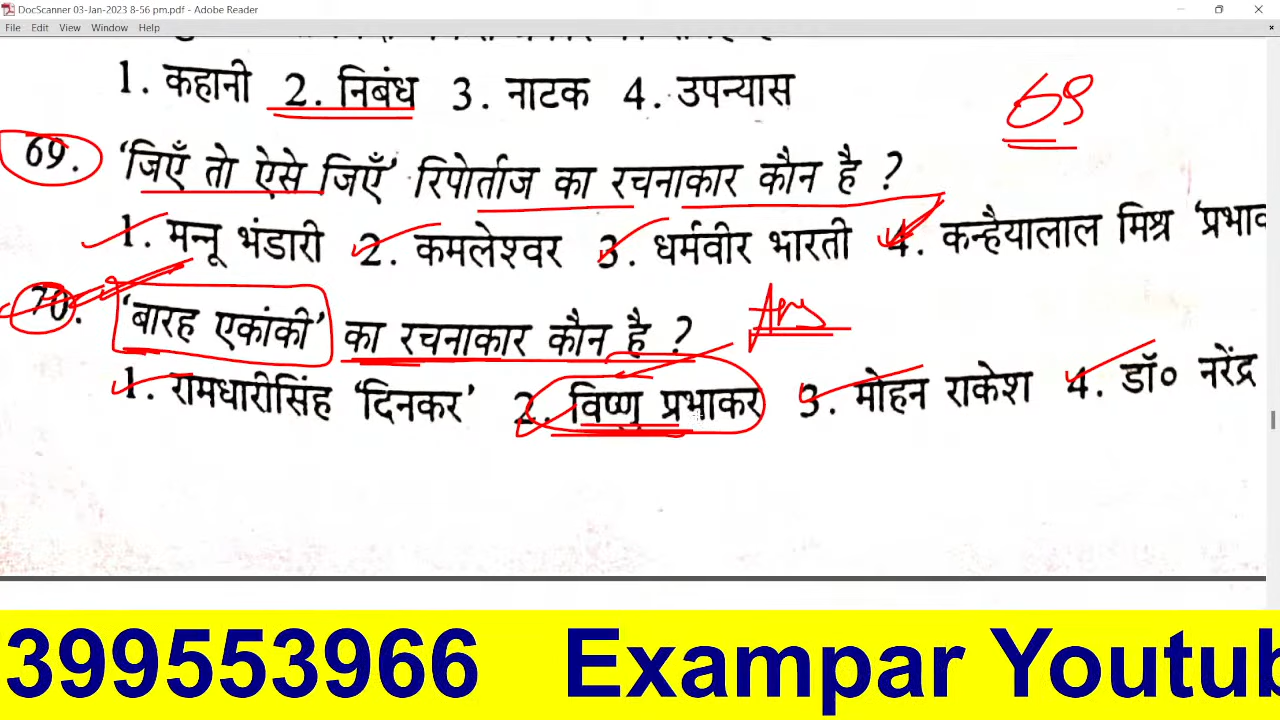 DocScanner 03-Jan-2023 8-56 pm.pdf - Adobe Reader
File Edit View Window Help
1. कहानी 2. निबंध 3. नाटक 4. उपन्यास
69
69. 'जिएँ तो ऐसे जिएँ' रिपोर्ताज का रचनाकार कौन है ?
1. मन्नू भंडारी 2. कमलेश्वर 3. धर्मवीर भारती 4. कन्हैयालाल मिश्र
70. 'बारह एकांकी' का रचनाकार कौन है ? Ans
1. रामधारीसिंह 'दिनकर' 2. विष्णु प्रभाकर 3. मोहन राकेश 4. डॉ० नरेंद्र
399553966 Exampar Youtub